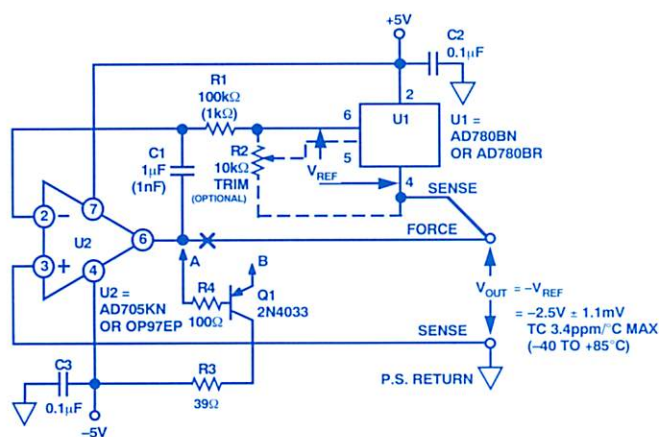 +5V
C2
0.1µF
R1
100kΩ
(1kΩ)
2
6
U1
U1 =
AD780BN
OR AD780BR
C1
1µF
(1nF)
R2
10kΩ
TRIM
(OPTIONAL)
5
VREF
4
SENSE
2
–
7
U2
6
FORCE
3
+
4
A
B
U2 =
AD705KN
OR OP97EP
R4
100Ω
Q1
2N4033
VOUT = –VREF
= –2.5V ± 1.1mV
TC 3.4ppm/°C MAX
(–40 TO +85°C)
SENSE
C3
0.1µF
R3
39Ω
P.S. RETURN
–5V